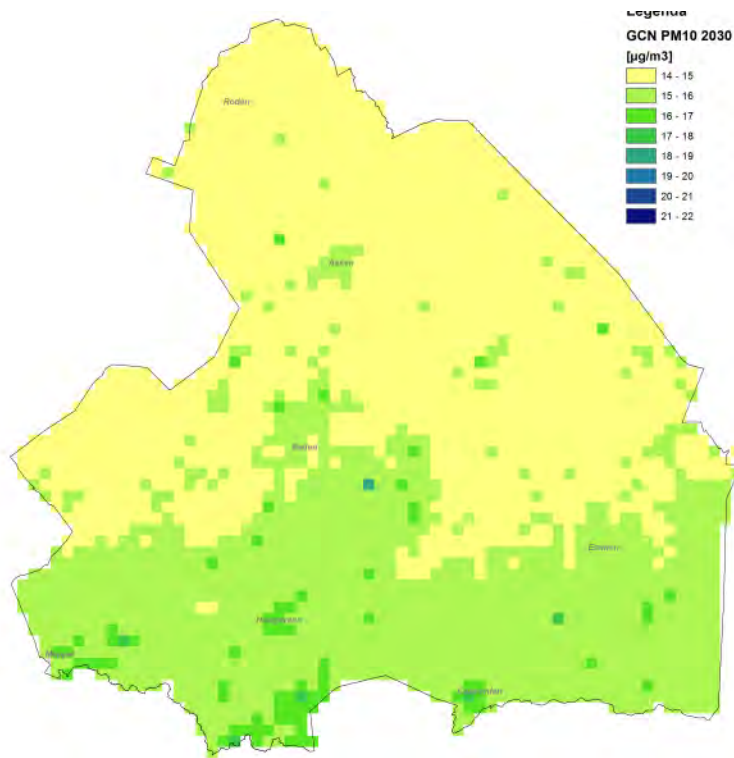 Legenda
GCN PM10 2030
[µg/m3]
14 - 15
15 - 16
16 - 17
17 - 18
18 - 19
19 - 20
20 - 21
21 - 22
Roden
Assen
Beilen
Emmen
Hoogeveen
Meppel
Coevorden